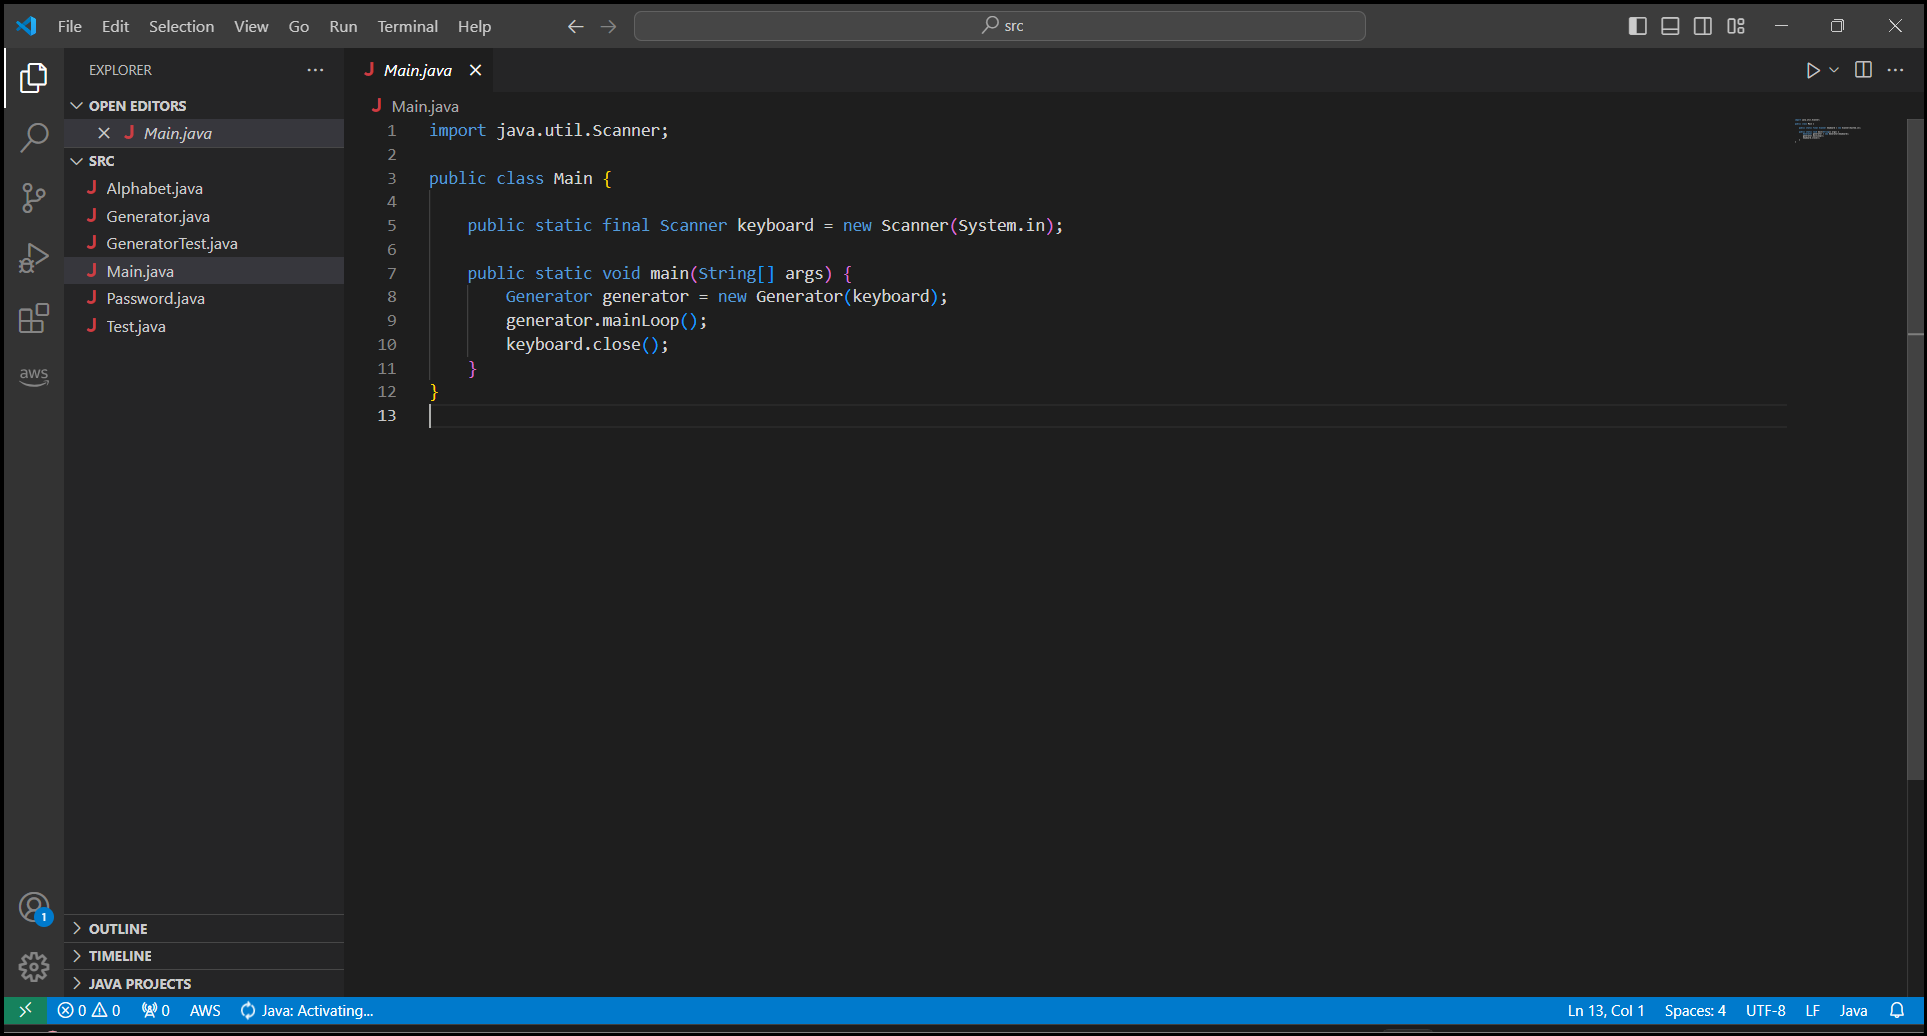 File Edit Selection View Go Run Terminal Help
src
EXPLORER
OPEN EDITORS
Main.java
SRC
Alphabet.java
Generator.java
GeneratorTest.java
Main.java
Password.java
Test.java
aws
1
OUTLINE
TIMELINE
JAVA PROJECTS
Main.java
Main.java
1 import java.util.Scanner;
2
3 public class Main {
4
5 public static final Scanner keyboard = new Scanner(System.in);
6
7 public static void main(String[] args) {
8 Generator generator = new Generator(keyboard);
9 generator.mainLoop();
10 keyboard.close();
11 }
12 }
13
0 0 0 AWS Java: Activating... Ln 13, Col 1 Spaces: 4 UTF-8 LF Java